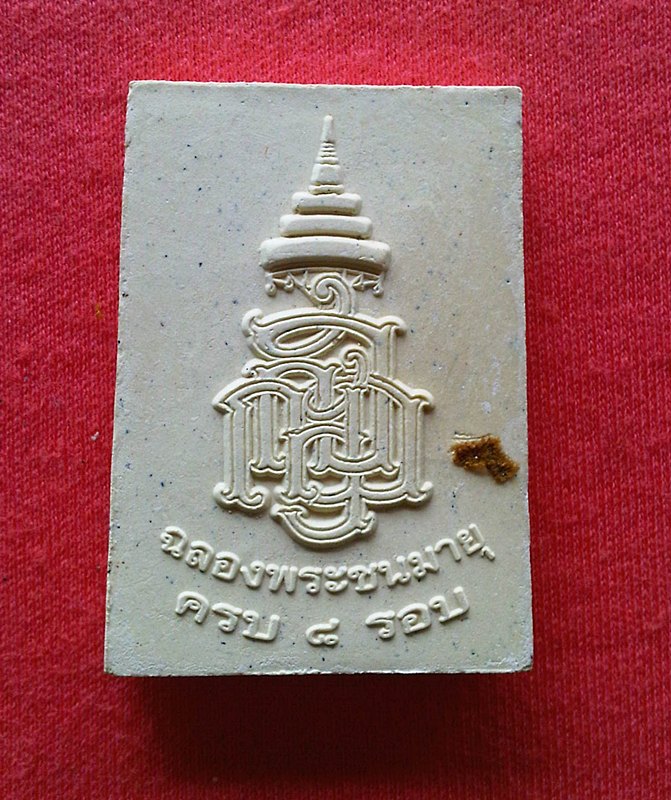 ฉลองพระชนมายุ
ครบ ๘ รอบ